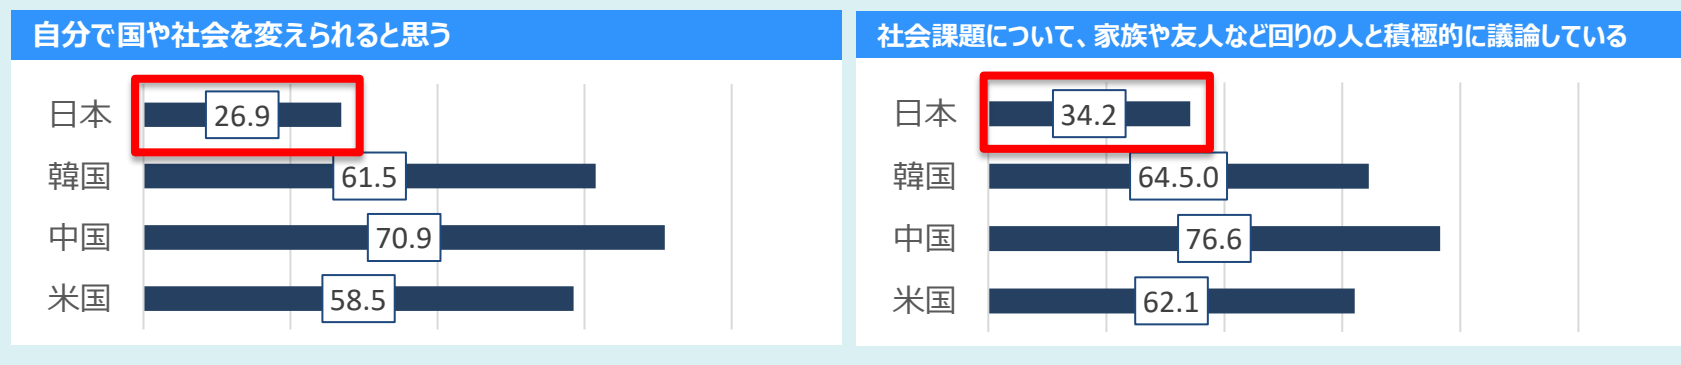 自分で国や社会を変えられると思う
日本 26.9
韓国 61.5
中国 70.9
米国 58.5
社会課題について、家族や友人など回りの人と積極的に議論している
日本 34.2
韓国 64.5.0
中国 76.6
米国 62.1